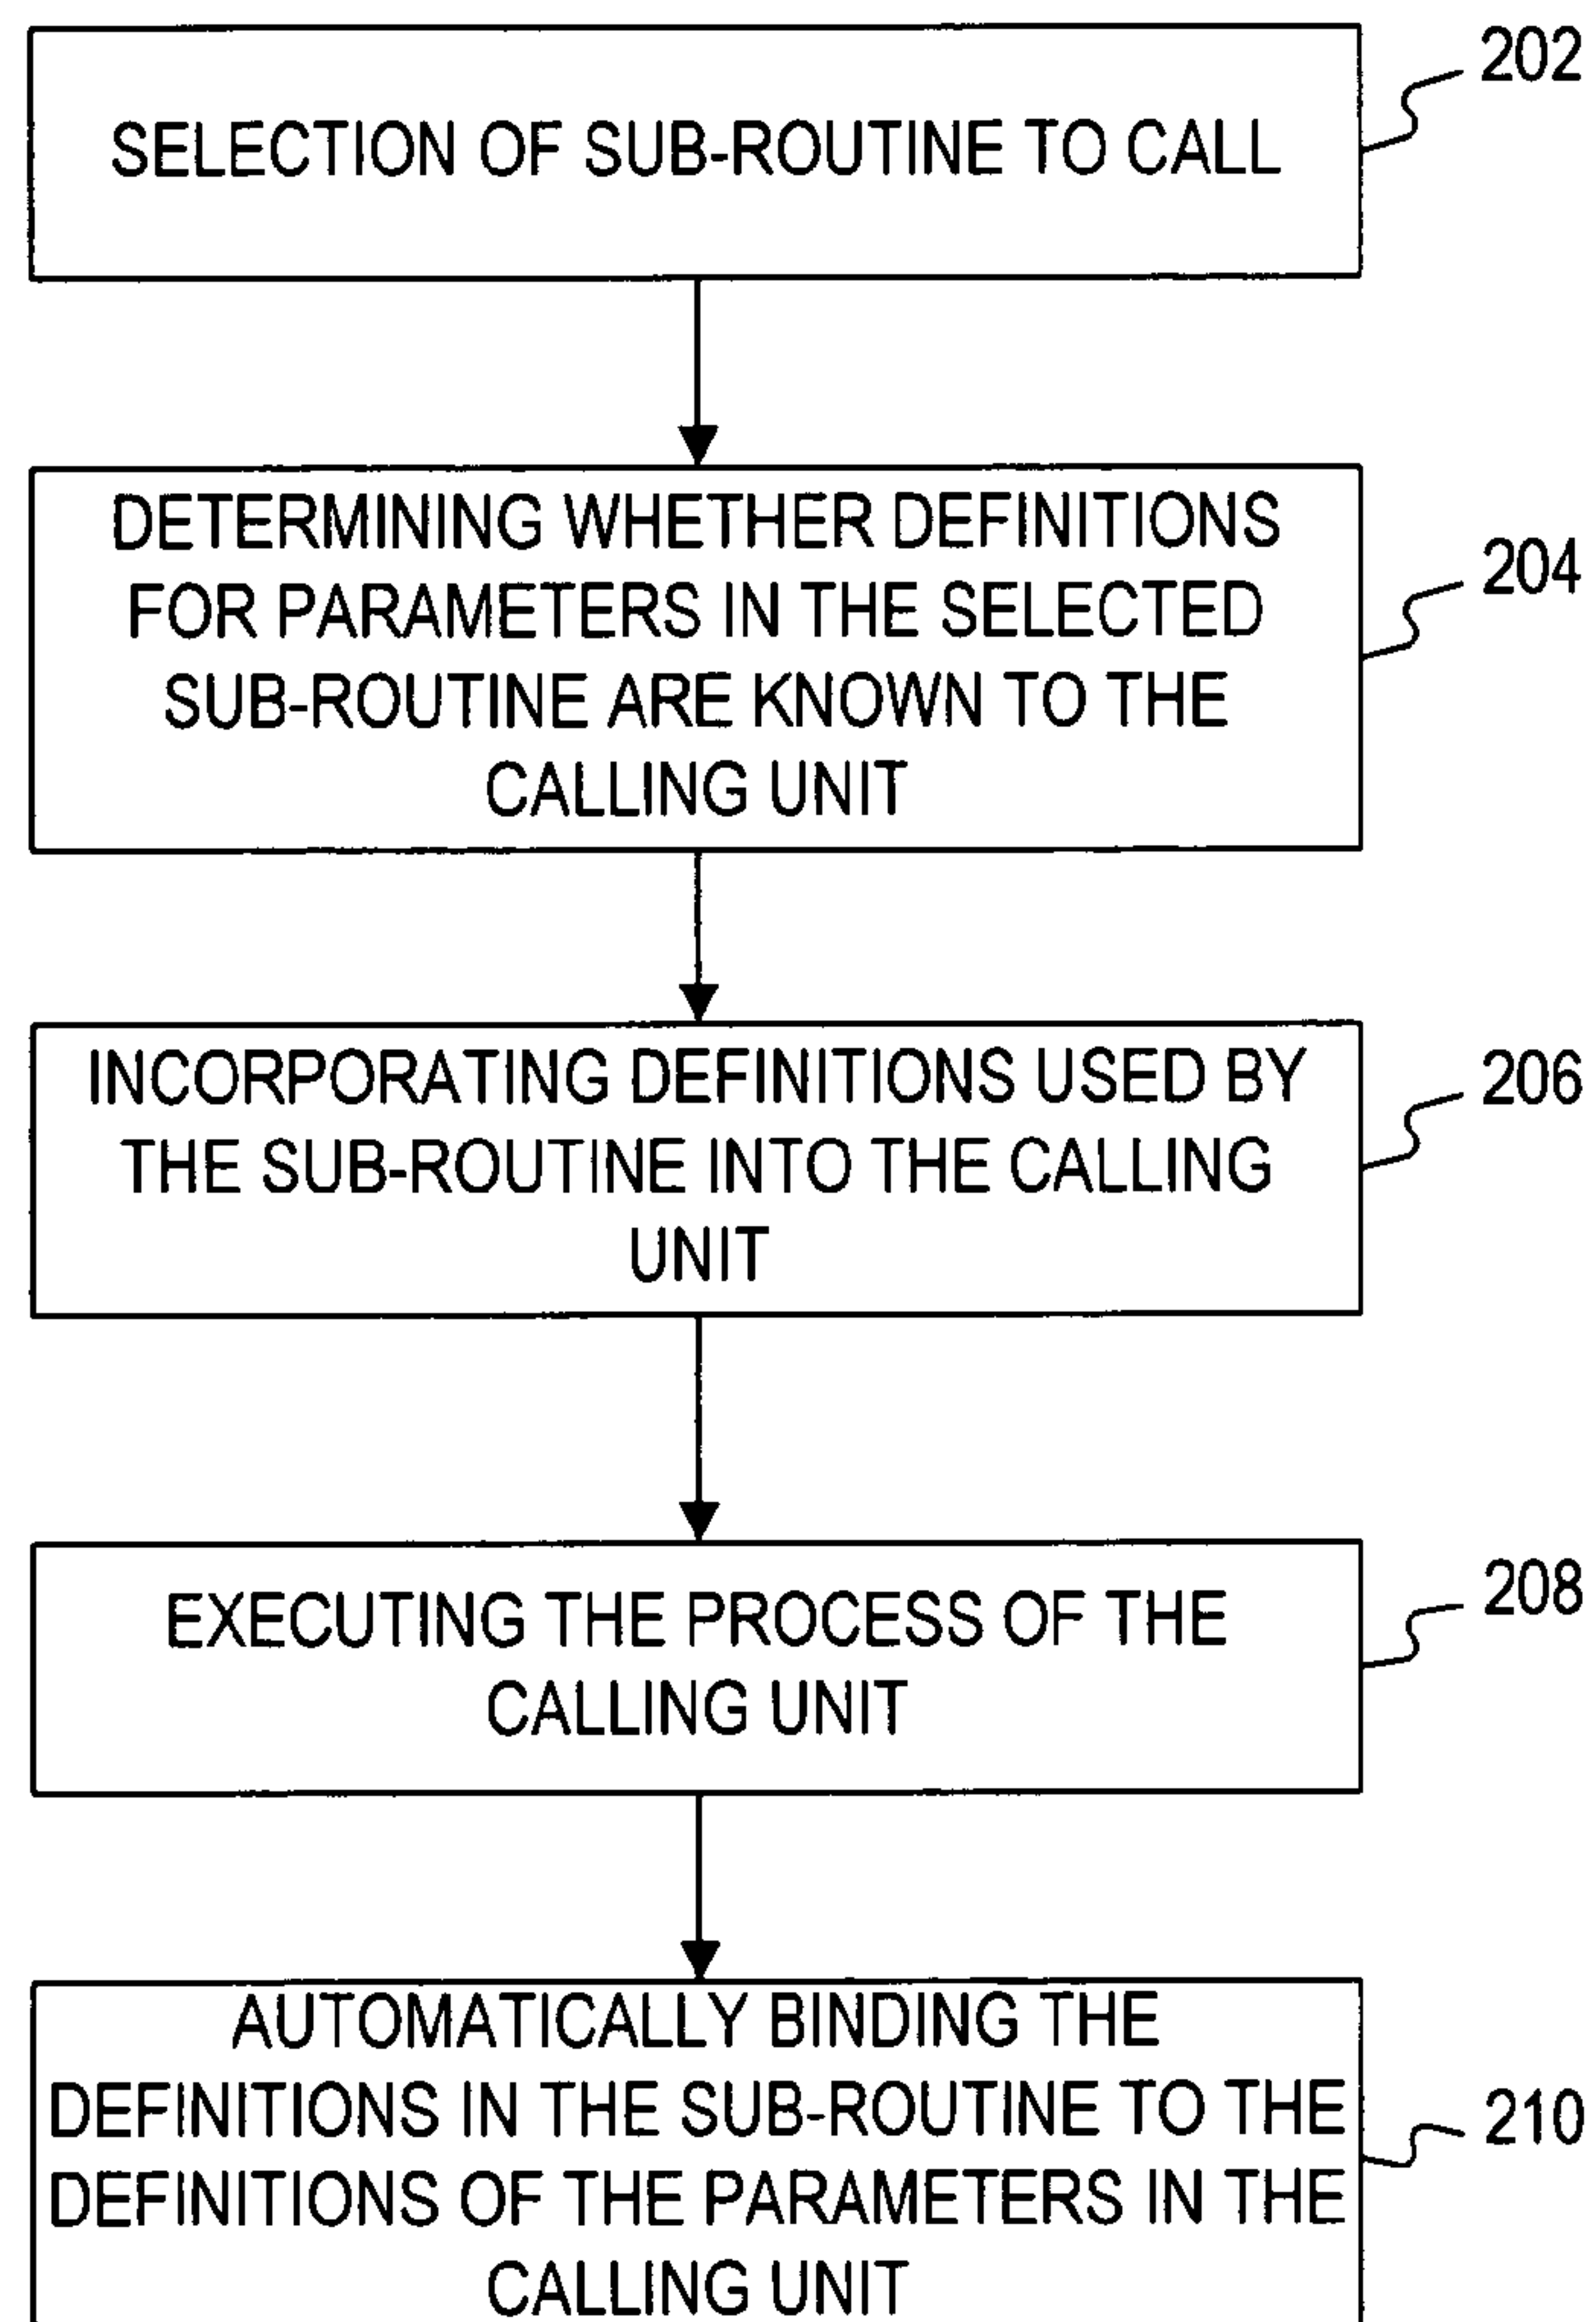 202
SELECTION OF SUB-ROUTINE TO CALL
DETERMINING WHETHER DEFINITIONS
FOR PARAMETERS IN THE SELECTED
SUB-ROUTINE ARE KNOWN TO THE
CALLING UNIT
204
INCORPORATING DEFINITIONS USED BY
THE SUB-ROUTINE INTO THE CALLING
UNIT
206
EXECUTING THE PROCESS OF THE
CALLING UNIT
208
AUTOMATICALLY BINDING THE
DEFINITIONS IN THE SUB-ROUTINE TO THE
DEFINITIONS OF THE PARAMETERS IN THE
CALLING UNIT
210